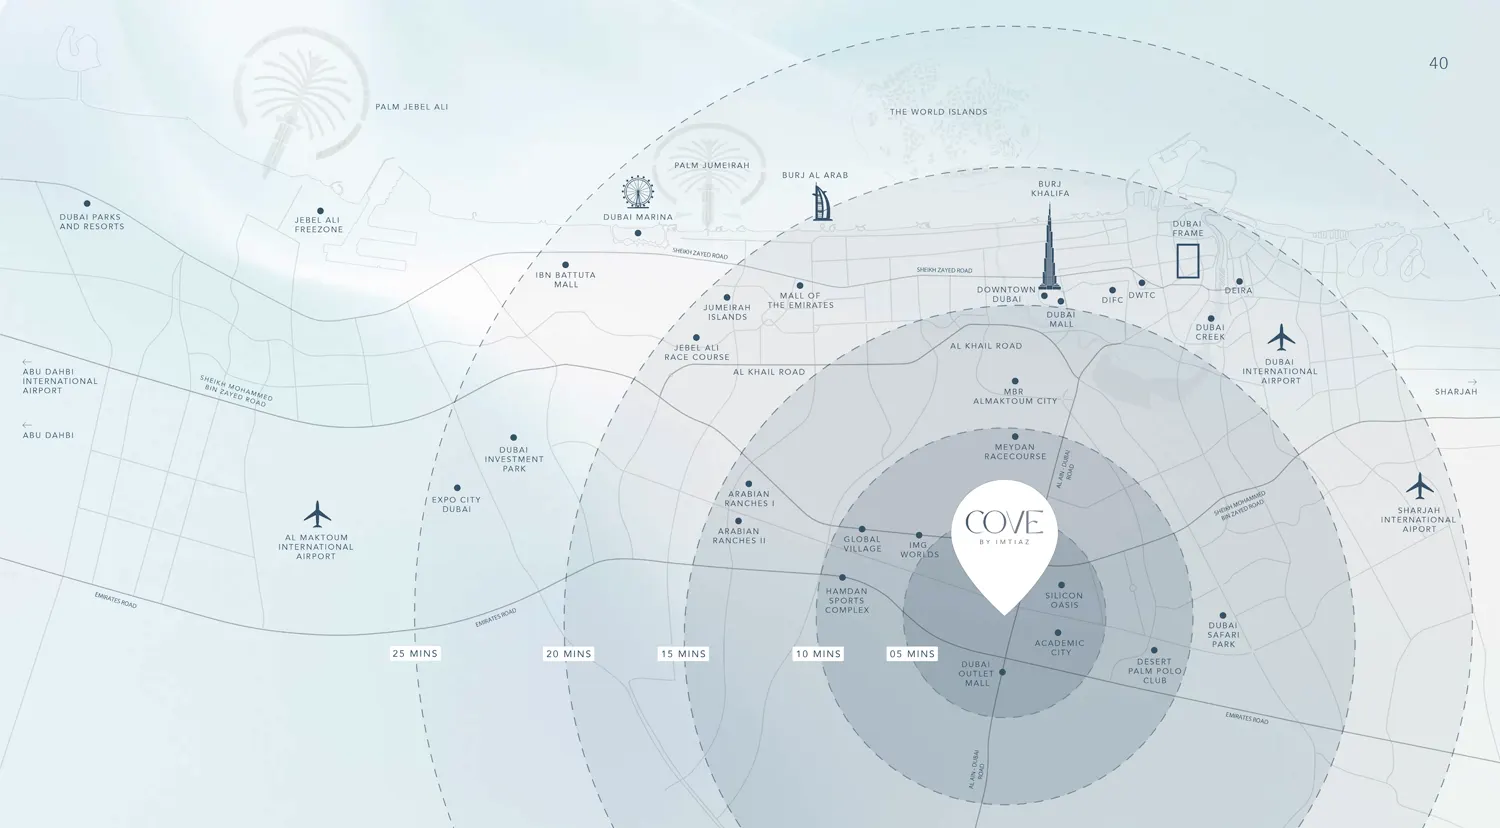 40
PALM JEBEL ALI
THE WORLD ISLANDS
PALM JUMEIRAH
BURJ AL ARAB
BURJ
KHALIFA
DUBAI PARKS
AND RESORTS
JEBEL ALI
FREEZONE
DUBAI MARINA
DUBAI
FRAME
SHEIKH ZAYED ROAD
SHEIKH ZAYED ROAD
IBN BATTUTA
MALL
JUMEIRAH
ISLANDS
MALL OF
THE EMIRATES
DOWNTOWN
DUBAI
DUBAI
MALL
DIFC
DWTC
DEIRA
DUBAI
CREEK
JEBEL ALI
RACE COURSE
AL KHAIL ROAD
AL KHAIL ROAD
DUBAI
INTERNATIONAL
AIRPORT
←
ABU DAHBI
INTERNATIONAL
AIRPORT
SHEIKH MOHAMMED
BIN ZAYED ROAD
→
SHARJAH
MBR
ALMAKTOUM CITY
←
ABU DAHBI
DUBAI
INVESTMENT
PARK
MEYDAN
RACECOURSE
AL AIN - DUBAI
ROAD
EXPO CITY
DUBAI
ARABIAN
RANCHES I
ARABIAN
RANCHES II
SHEIKH MOHAMMED
BIN ZAYED ROAD
SHARJAH
INTERNATIONAL
AIPORT
AL MAKTOUM
INTERNATIONAL
AIRPORT
GLOBAL
VILLAGE
IMG
WORLDS
COVE
BY IMTIAZ
HAMDAN
SPORTS
COMPLEX
SILICON
OASIS
EMIRATES ROAD
EMIRATES ROAD
DUBAI
SAFARI
PARK
ACADEMIC
CITY
25 MINS
20 MINS
15 MINS
10 MINS
05 MINS
DUBAI
OUTLET
MALL
DESERT
PALM POLO
CLUB
EMIRATES ROAD
AL AIN - DUBAI
ROAD